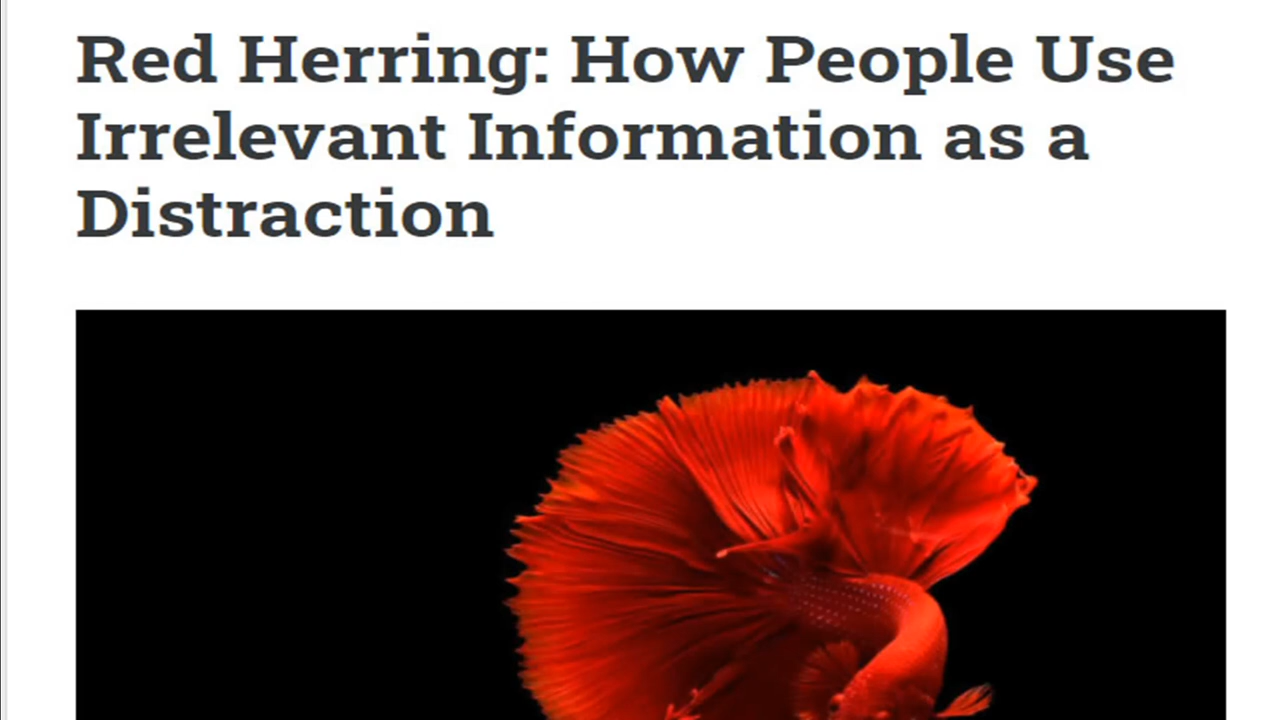 Red Herring: How People Use
Irrelevant Information as a
Distraction